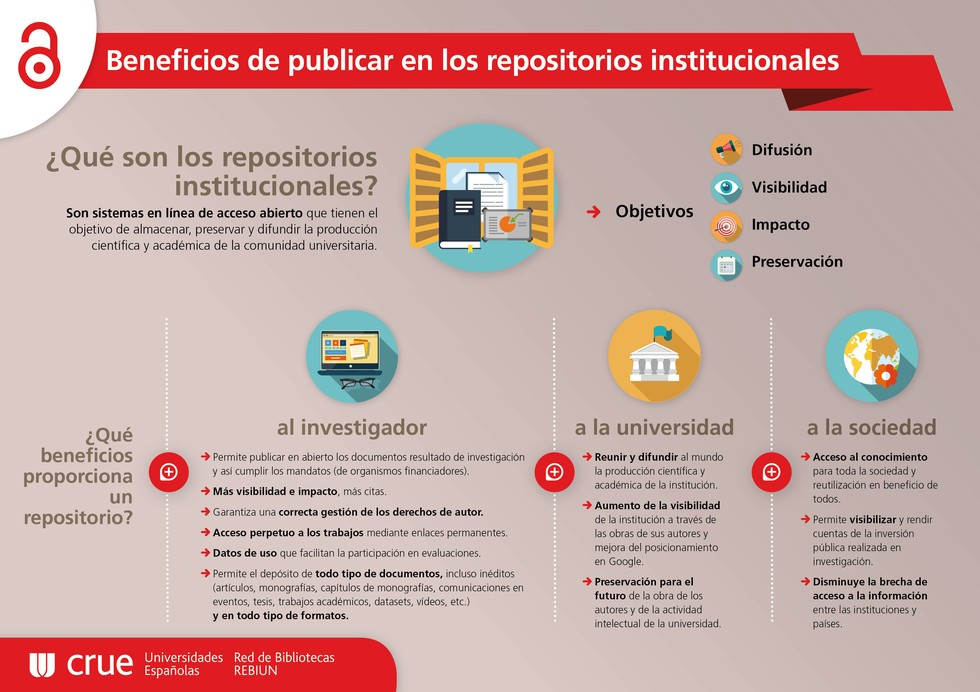 Beneficios de publicar en los repositorios institucionales
¿Qué son los repositorios
institucionales?
Son sistemas en línea de acceso abierto que tienen el
objetivo de almacenar, preservar y difundir la producción
científica y académica de la comunidad universitaria.
Objetivos
Difusión
Visibilidad
Impacto
Preservación
¿Qué
beneficios
proporciona
un
repositorio?
al investigador
Permite publicar en abierto los documentos resultado de investigación
y así cumplir los mandatos (de organismos financiadores).
Más visibilidad e impacto, más citas.
Garantiza una correcta gestión de los derechos de autor.
Acceso perpetuo a los trabajos mediante enlaces permanentes.
Datos de uso que facilitan la participación en evaluaciones.
Permite el depósito de todo tipo de documentos, incluso inéditos
(artículos, monografías, capítulos de monografías, comunicaciones en
eventos, tesis, trabajos académicos, datasets, vídeos, etc.)
y en todo tipo de formatos.
a la universidad
Reunir y difundir al mundo
la producción científica y
académica de la institución.
Aumento de la visibilidad
de la institución a través de
las obras de sus autores y
mejora del posicionamiento
en Google.
Preservación para el
futuro de la obra de los
autores y de la actividad
intelectual de la universidad.
a la sociedad
Acceso al conocimiento
para toda la sociedad y
reutilización en beneficio de
todos.
Permite visibilizar y rendir
cuentas de la inversión
pública realizada en
investigación.
Disminuye la brecha de
acceso a la información
entre las instituciones y
países.
crue
Universidades
Españolas
Red de Bibliotecas
REBIUN